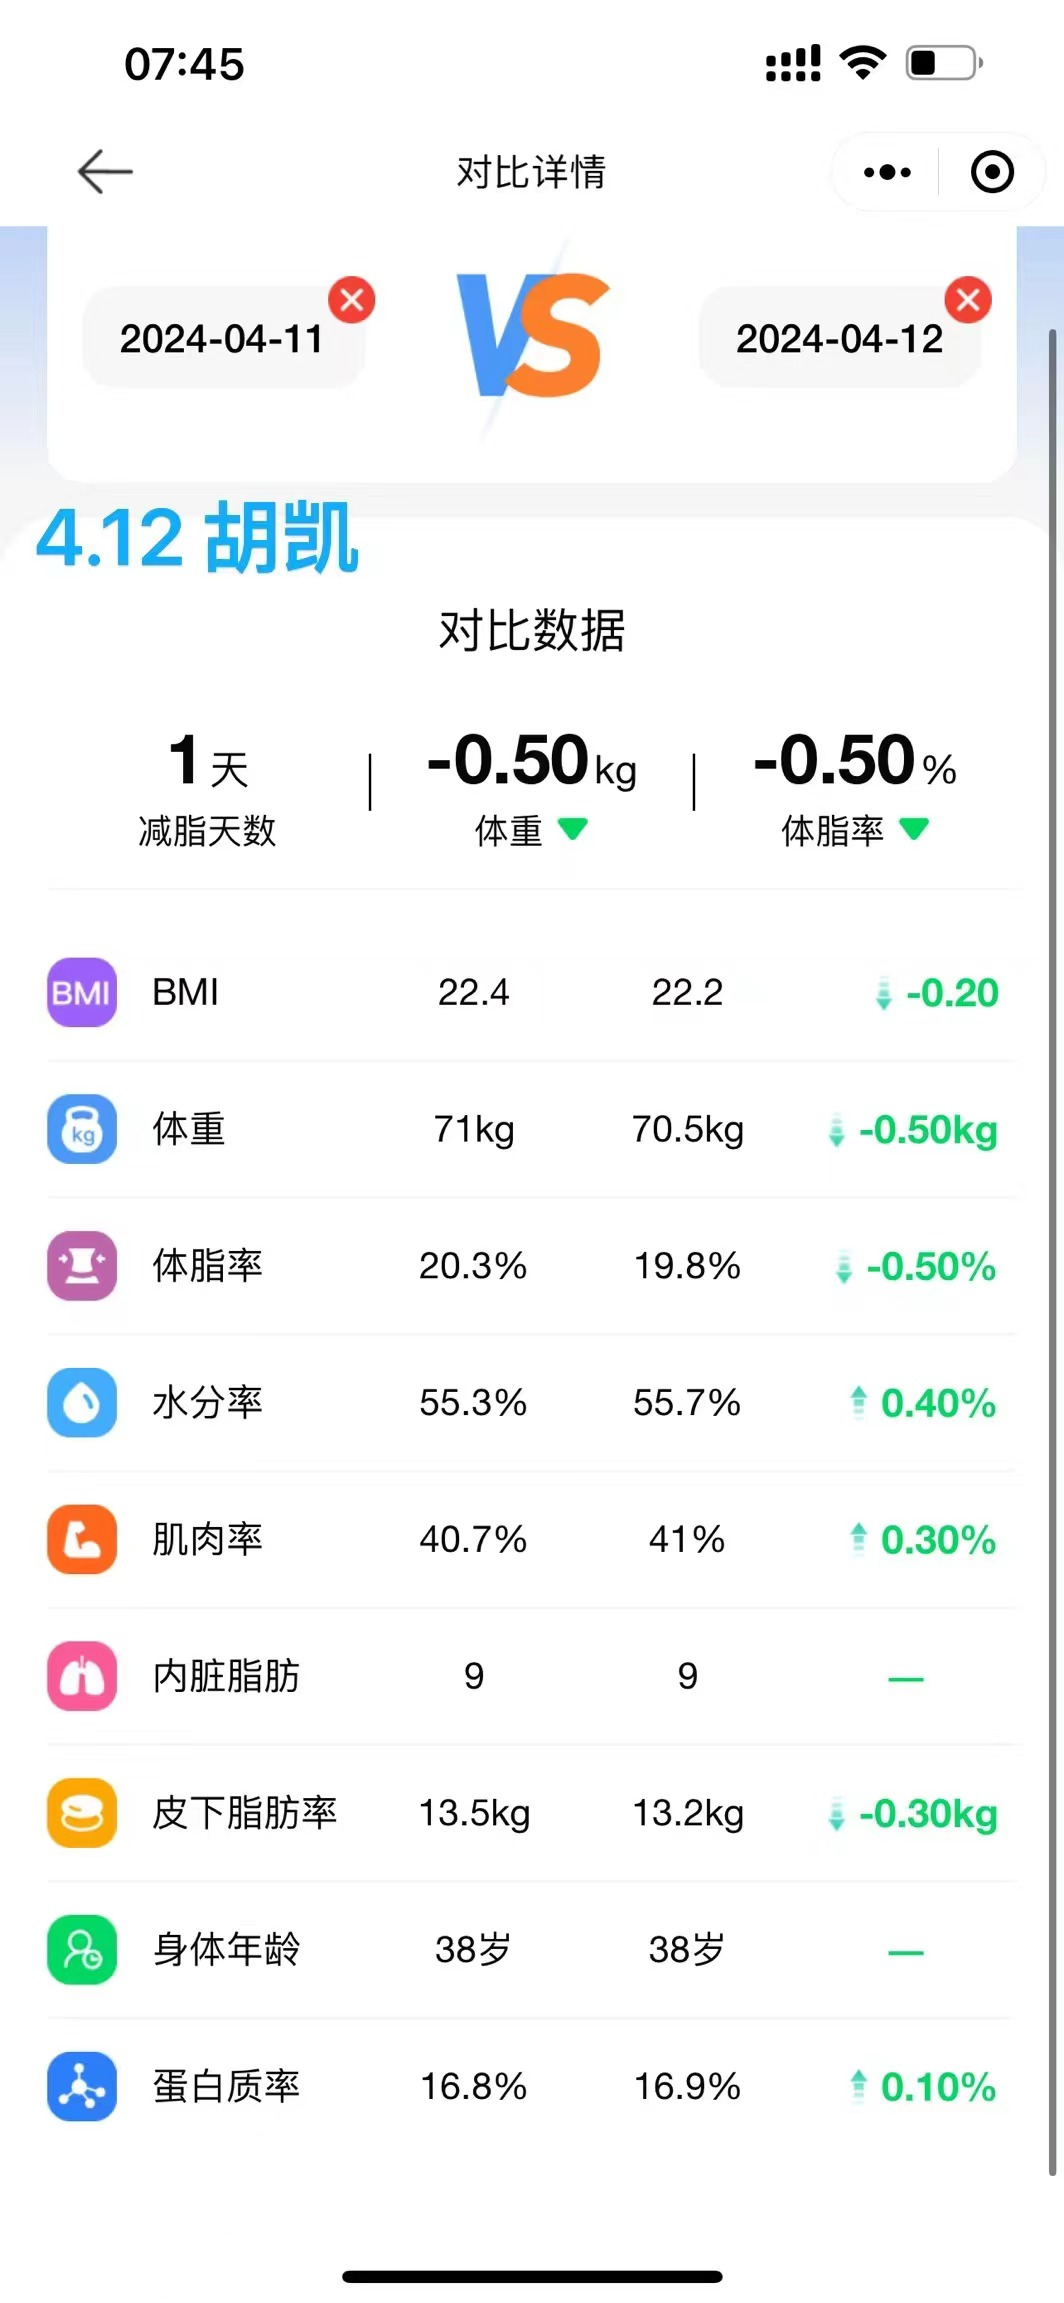 07:45
对比详情
2024-04-11 VS 2024-04-12
4.12 胡凯
对比数据
1天 -0.50kg -0.50%
减脂天数 体重 体脂率
BMI BMI 22.4 22.2 -0.20
kg 体重 71kg 70.5kg -0.50kg
体脂率 20.3% 19.8% -0.50%
水分率 55.3% 55.7% 0.40%
肌肉率 40.7% 41% 0.30%
内脏脂肪 9 9 —
皮下脂肪率 13.5kg 13.2kg -0.30kg
身体年龄 38岁 38岁 —
蛋白质率 16.8% 16.9% 0.10%